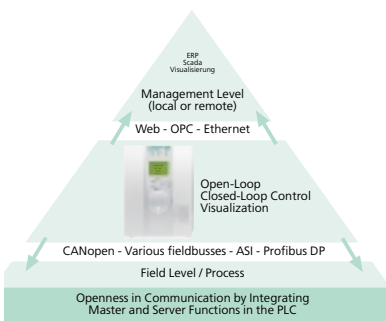 ERP
Scada
Visualisierung
Management Level
(local or remote)
Web - OPC - Ethernet
Open-Loop
Closed-Loop Control
Visualization
CANopen - Various fieldbusses - ASI - Profibus DP
Field Level / Process
Openness in Communication by Integrating
Master and Server Functions in the PLC